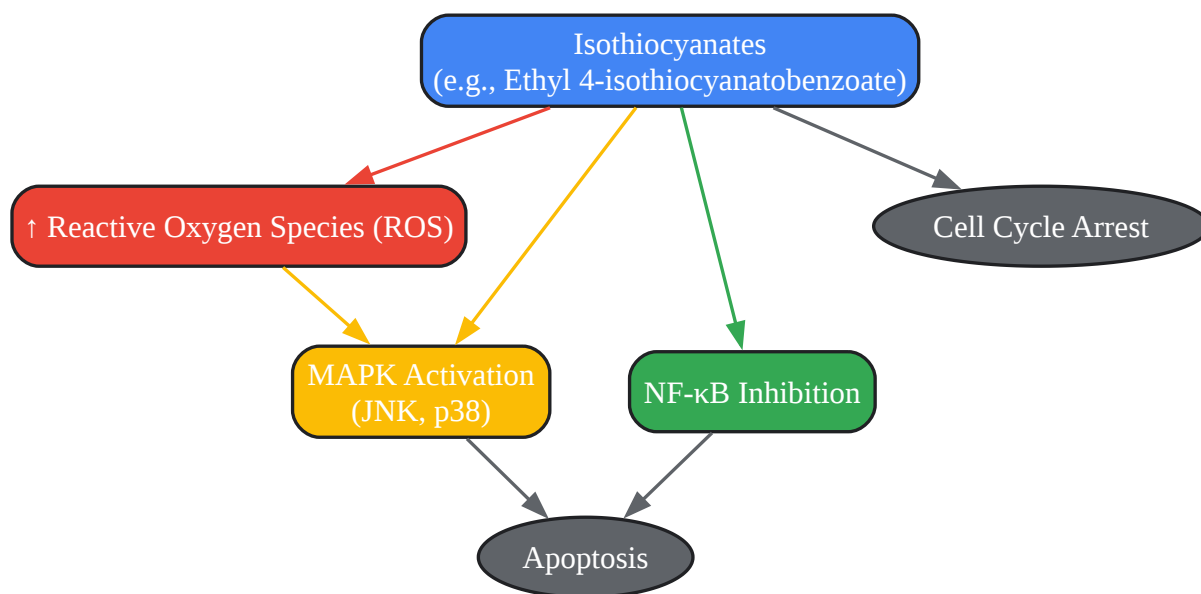 Isothiocyanates
(e.g., Ethyl 4-isothiocyanatobenzoate)
↑ Reactive Oxygen Species (ROS)
Cell Cycle Arrest
MAPK Activation
(JNK, p38)
NF-κB Inhibition
Apoptosis